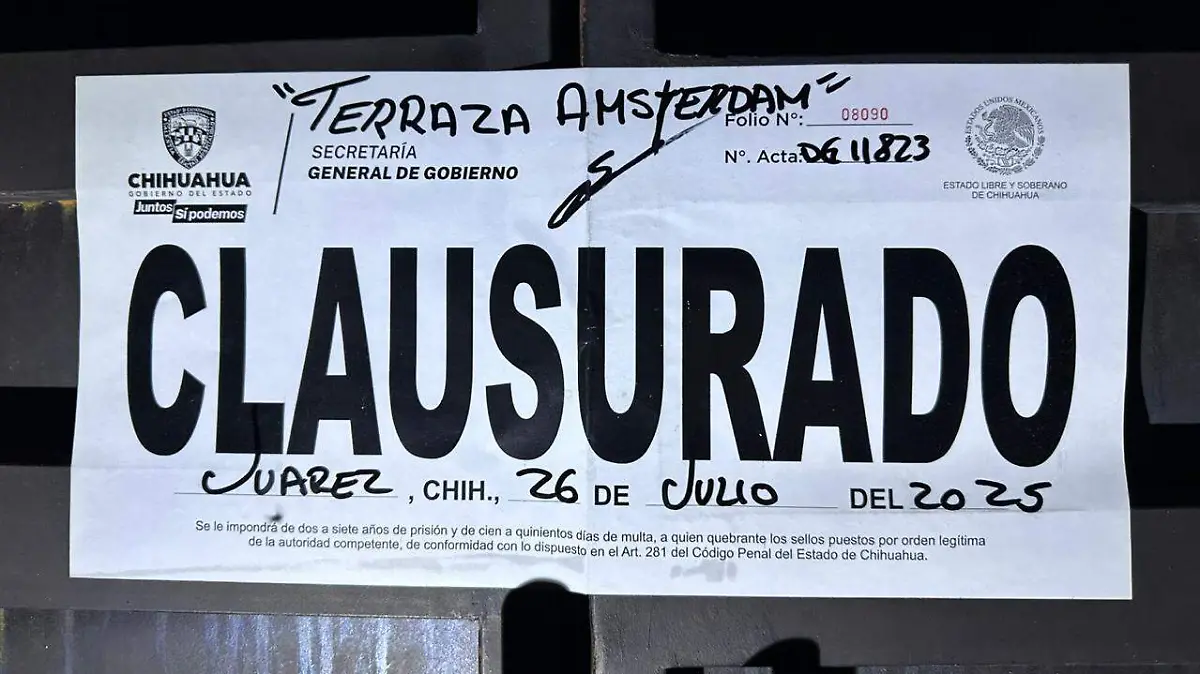 "TERRAZA AMSTERDAM"
CHIHUAHUA
GOBIERNO DEL ESTADO
Juntos Sí podemos
SECRETARÍA
GENERAL DE GOBIERNO
Folio N°: 08090
N°. Acta: DG 11823
ESTADOS UNIDOS MEXICANOS
ESTADO LIBRE Y SOBERANO
DE CHIHUAHUA
CLAUSURADO
JUAREZ, CHIH., 26 DE JULIO DEL 2025
Se le impondrá de dos a siete años de prisión y de cien a quinientos días de multa, a quien quebrante los sellos puestos por orden legítima
de la autoridad competente, de conformidad con lo dispuesto en el Art. 281 del Código Penal del Estado de Chihuahua.